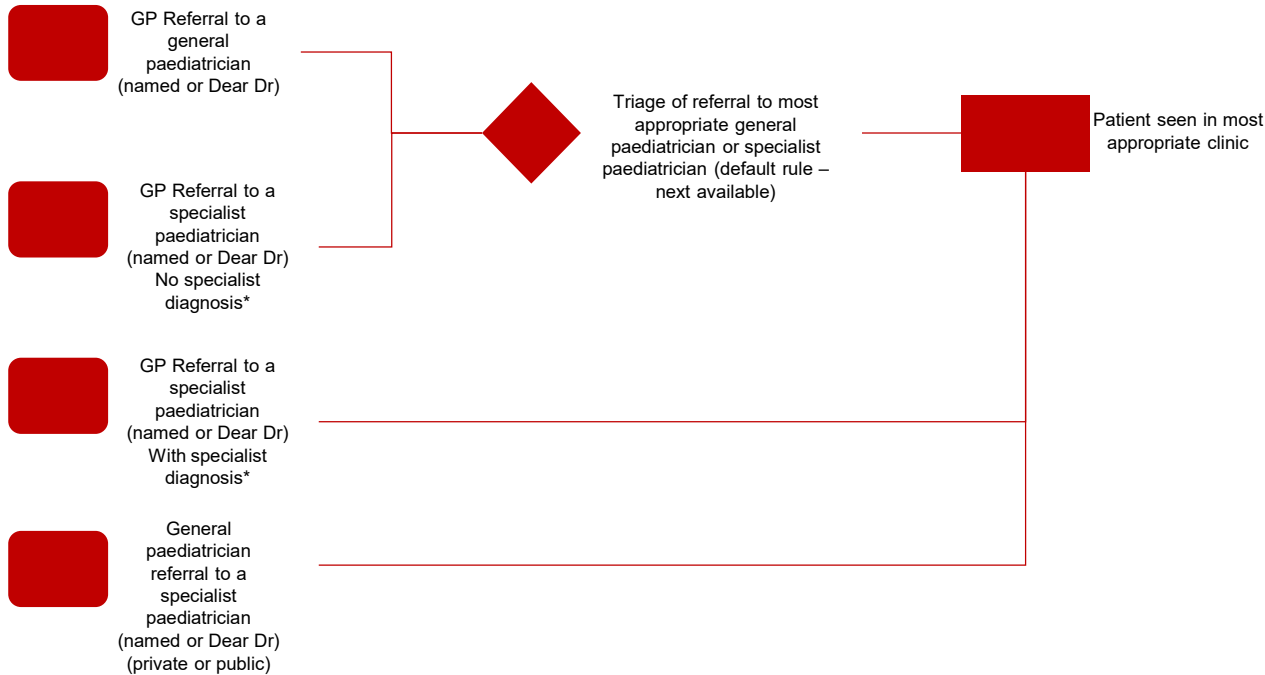 GP Referral to a
general
paediatrician
(named or Dear Dr)
Triage of referral to most
appropriate general
paediatrician or specialist
paediatrician (default rule –
next available)
Patient seen in most
appropriate clinic
GP Referral to a
specialist
paediatrician
(named or Dear Dr)
No specialist
diagnosis*
GP Referral to a
specialist
paediatrician
(named or Dear Dr)
With specialist
diagnosis*
General
paediatrician
referral to a
specialist
paediatrician
(named or Dear Dr)
(private or public)